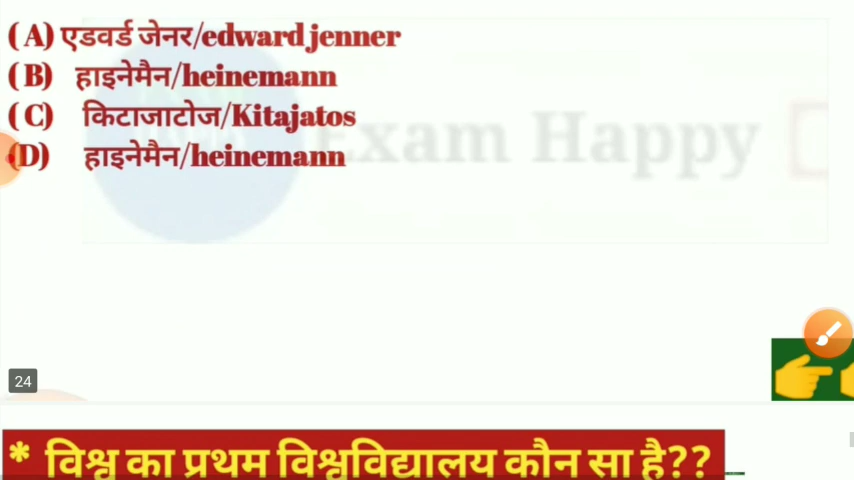 (A) एडवर्ड जेनर/edward jenner
(B) हाइनेमैन/heinemann
(C) किटाजाटोज/Kitajatos
(D) हाइनेमैन/heinemann
Exam Happy
24
* विश्व का प्रथम विश्वविद्यालय कौन सा है??